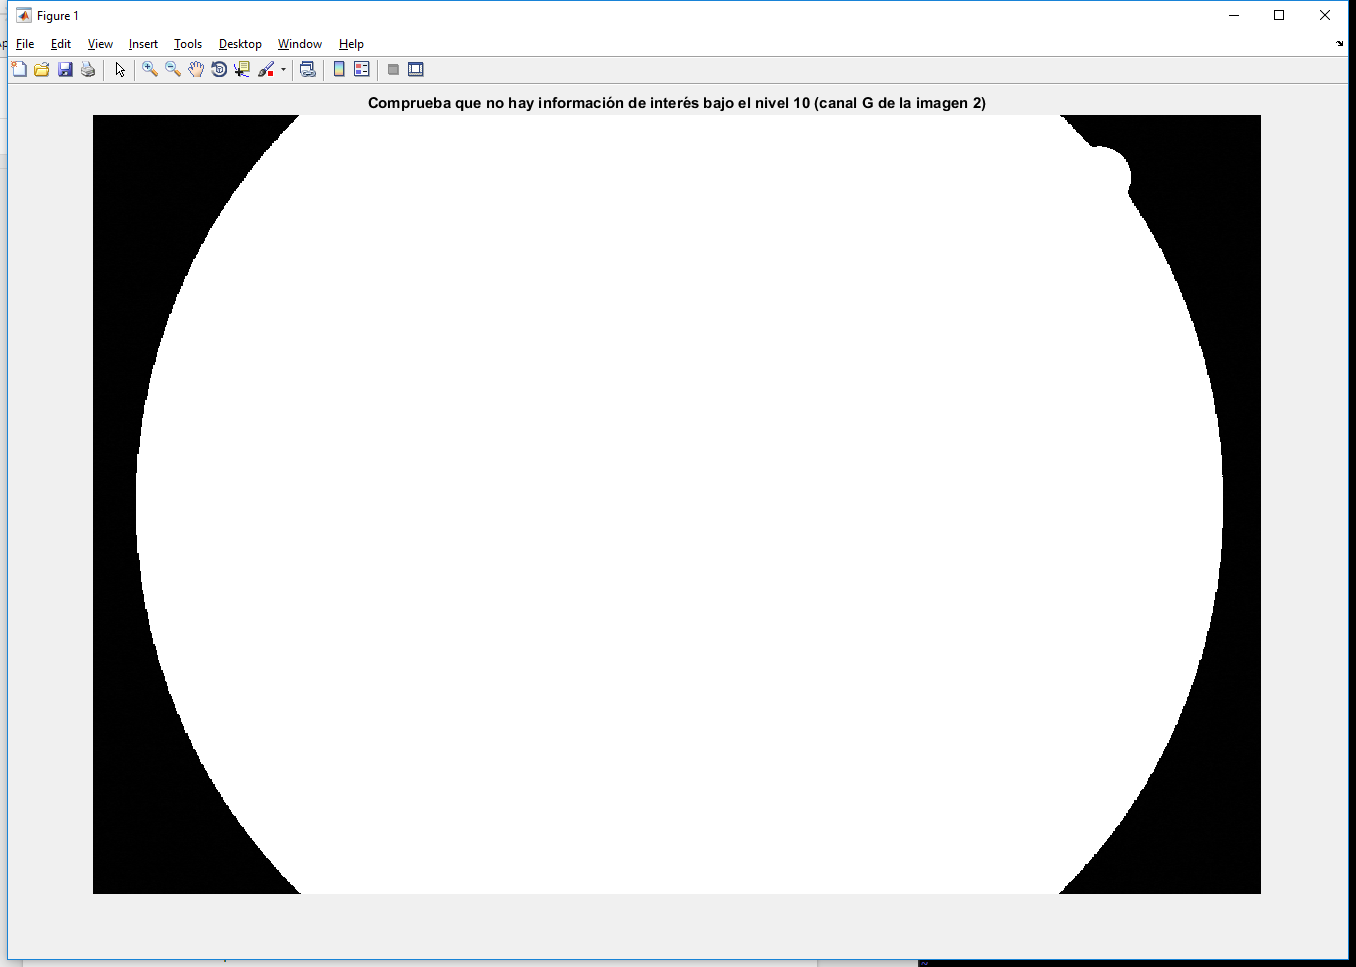 Figure 1
File Edit View Insert Tools Desktop Window Help
Comprueba que no hay información de interés bajo el nivel 10 (canal G de la imagen 2)